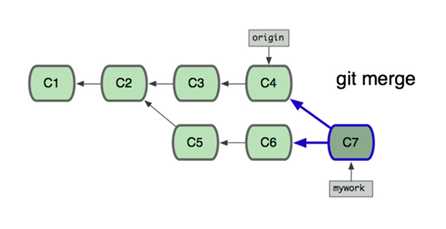 origin
C1 C2 C3 C4 git merge
C5 C6 C7
mywork